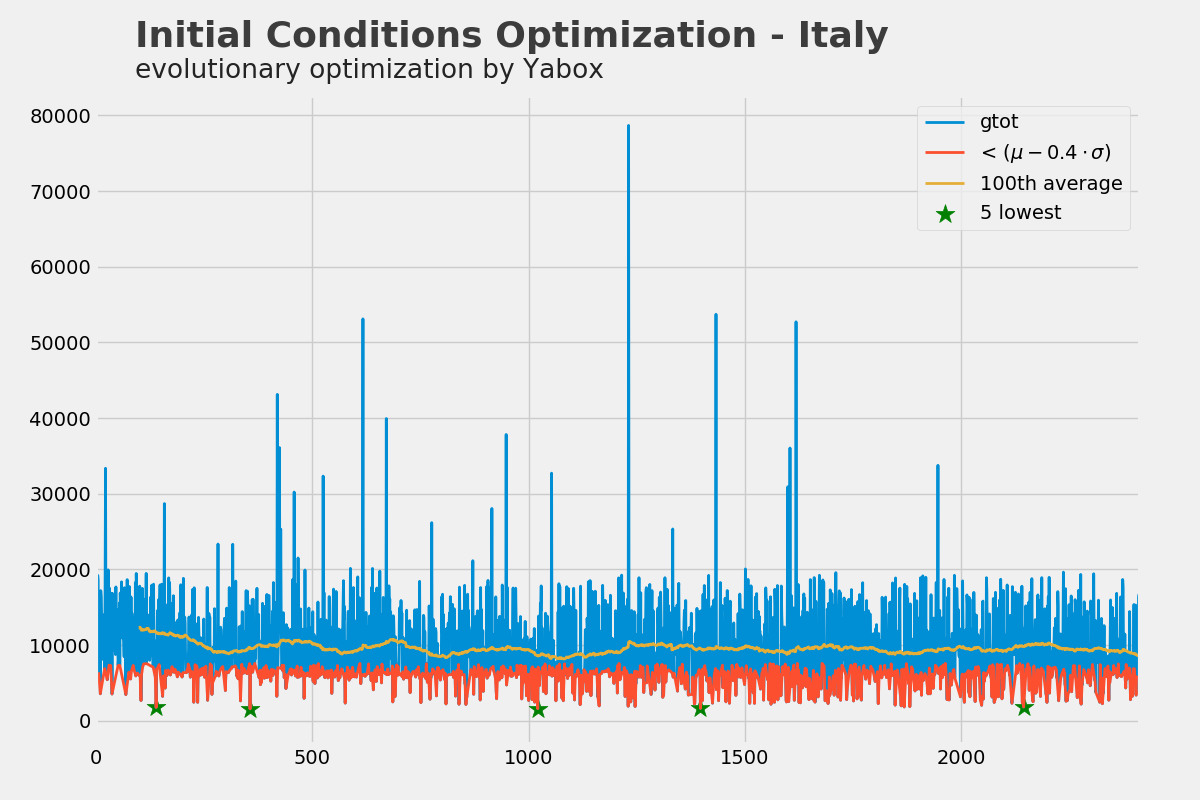 Initial Conditions Optimization - Italy
evolutionary optimization by Yabox
80000
70000
60000
50000
40000
30000
20000
10000
0
0 500 1000 1500 2000
gtot
< (μ − 0.4 · σ)
100th average
5 lowest